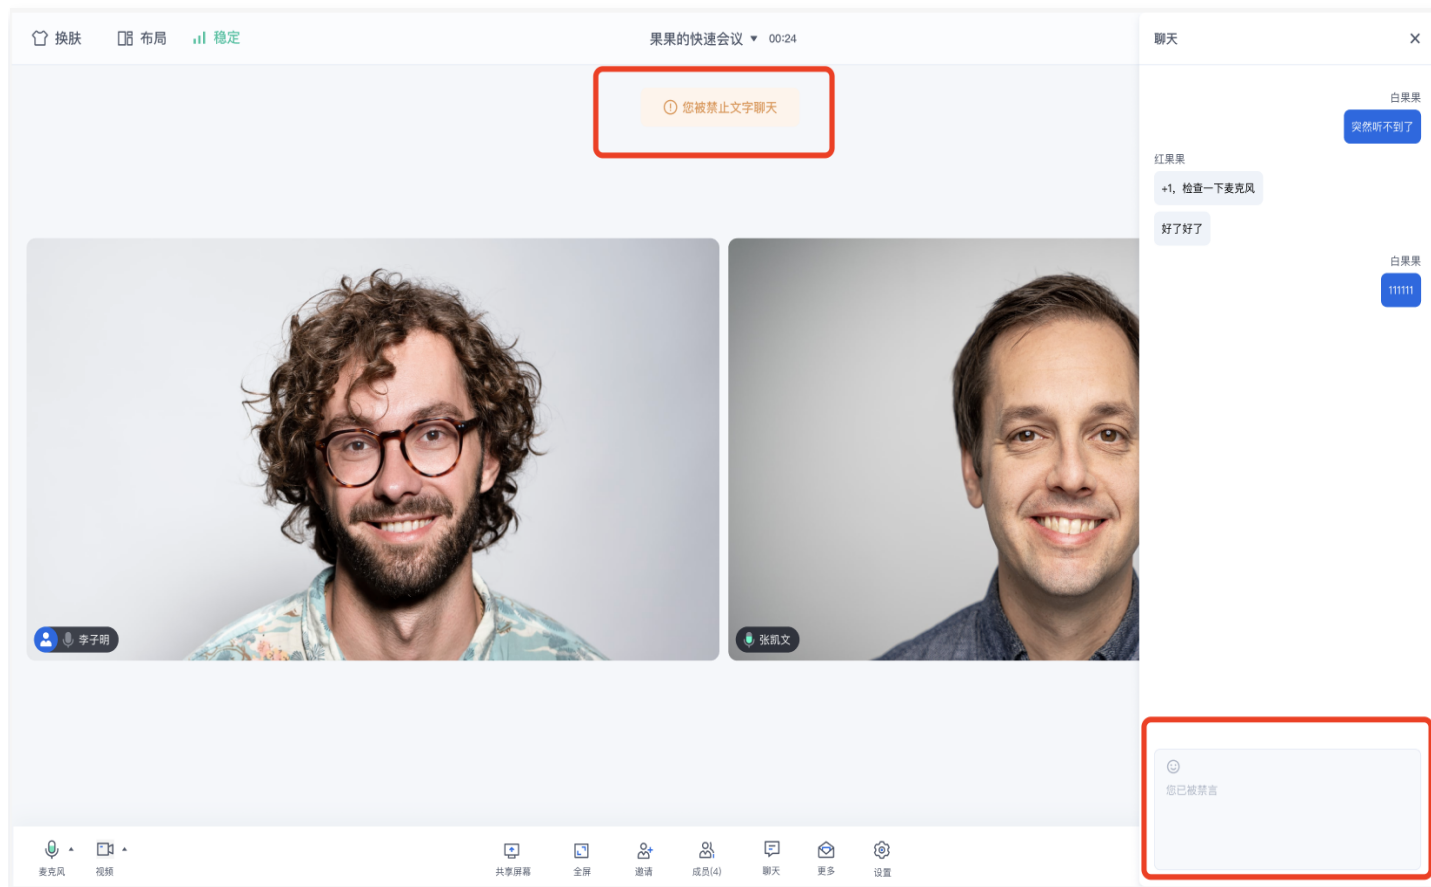 换肤
布局
稳定
果果的快速会议 ▼ 00:24
聊天
您被禁止文字聊天
白果果
突然听不到了
红果果
+1，检查一下麦克风
好了好了
白果果
111111
李子明
张凯文
您已被禁言
麦克风
视频
共享屏幕
全屏
邀请
成员(4)
聊天
更多
设置